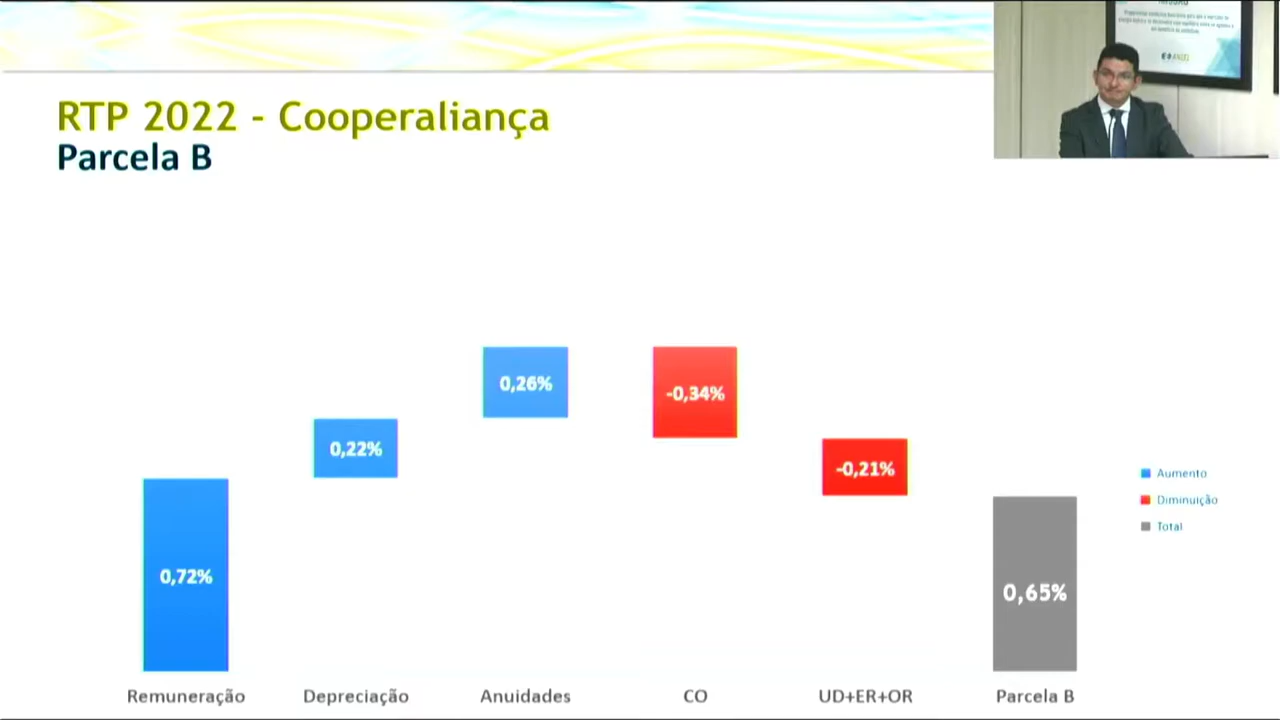 RTP 2022 - Cooperaliança
Parcela B
0,72%
0,22%
0,26%
-0,34%
-0,21%
0,65%
Aumento
Diminuição
Total
Remuneração
Depreciação
Anuidades
CO
UD+ER+OR
Parcela B